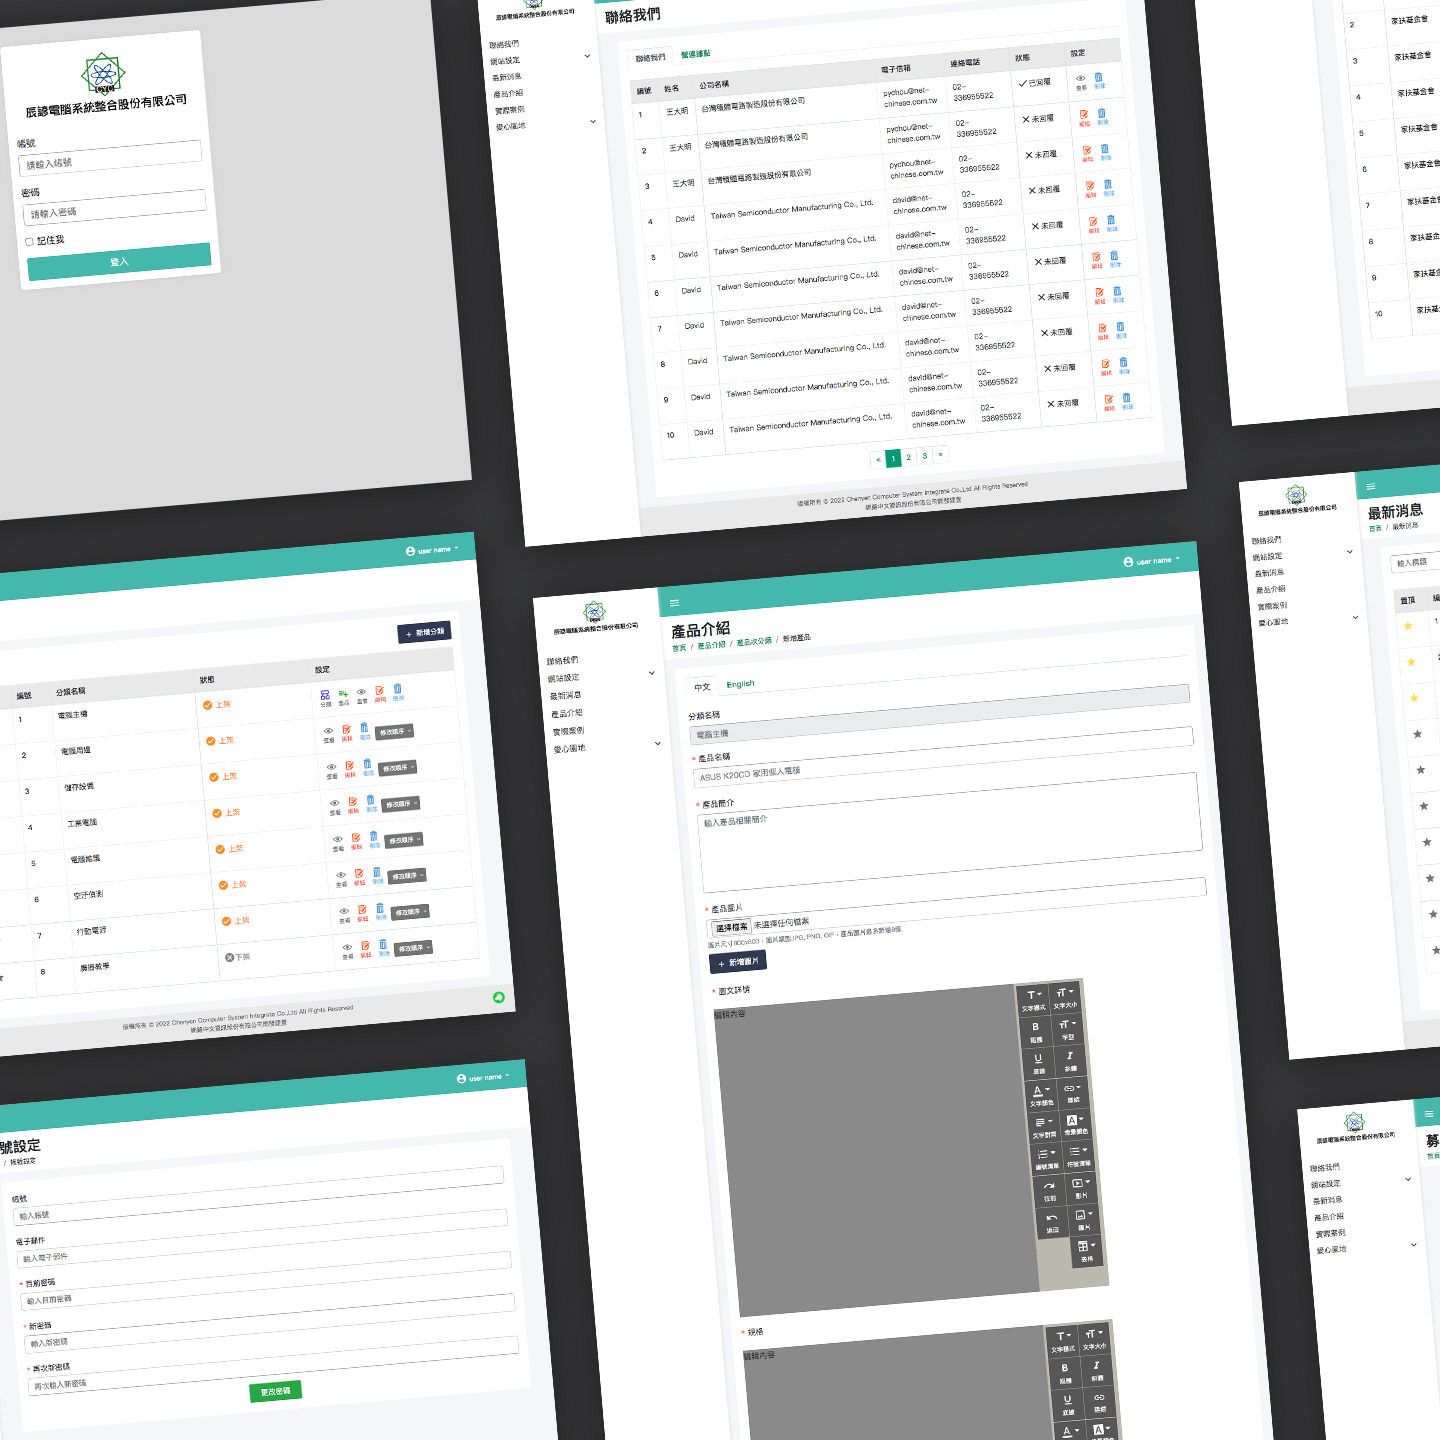 CYC
辰諺電腦系統整合股份有限公司
帳號
請輸入帳號
密碼
請輸入密碼
記住我
登入
辰諺電腦系統整合股份有限公司
聯絡我們
網站設定
最新消息
產品介紹
實際案例
愛心園地
聯絡我們
聯絡我們 營運據點
編號 姓名 公司名稱 電子信箱 連絡電話 狀態 設定
1 王大明 台灣積體電路製造股份有限公司 pychou@net-chinese.com.tw 02-336955522 已回覆 查看 刪除
2 王大明 台灣積體電路製造股份有限公司 pychou@net-chinese.com.tw 02-336955522 未回覆 編輯 刪除
3 王大明 台灣積體電路製造股份有限公司 pychou@net-chinese.com.tw 02-336955522 未回覆 編輯 刪除
4 David Taiwan Semiconductor Manufacturing Co., Ltd. david@net-chinese.com.tw 02-336955522 未回覆 編輯 刪除
5 David Taiwan Semiconductor Manufacturing Co., Ltd. david@net-chinese.com.tw 02-336955522 未回覆 編輯 刪除
6 David Taiwan Semiconductor Manufacturing Co., Ltd. david@net-chinese.com.tw 02-336955522 未回覆 編輯 刪除
7 David Taiwan Semiconductor Manufacturing Co., Ltd. david@net-chinese.com.tw 02-336955522 未回覆 編輯 刪除
8 David Taiwan Semiconductor Manufacturing Co., Ltd. david@net-chinese.com.tw 02-336955522 未回覆 編輯 刪除
9 David Taiwan Semiconductor Manufacturing Co., Ltd. david@net-chinese.com.tw 02-336955522 未回覆 編輯 刪除
10 David Taiwan Semiconductor Manufacturing Co., Ltd. david@net-chinese.com.tw 02-336955522 未回覆 編輯 刪除
« 1 2 3 »
版權所有 © 2022 Chenyen Computer System Integrate Co.,Ltd All Rights Reserved
網路中文資訊股份有限公司開發建置
2 家扶基金會
3 家扶基金會
4 家扶基金會
5 家扶基金會
6 家扶基金會
7 家扶基金會
8 家扶基金會
9 家扶基金會
10 家扶基金會
user name
+ 新增分類
編號 分類名稱 狀態 設定
1 電腦主機 上架 分類 產品 查看 編輯 刪除
2 電腦周邊 上架 查看 編輯 刪除 修改順序
3 儲存設備 上架 查看 編輯 刪除 修改順序
4 工業電腦 上架 查看 編輯 刪除 修改順序
5 電腦維護 上架 查看 編輯 刪除 修改順序
6 空汙偵測 上架 查看 編輯 刪除 修改順序
7 行動電源 上架 查看 編輯 刪除 修改順序
8 廣閱教學 下架 查看 編輯 刪除 修改順序
版權所有 © 2022 Chenyen Computer System Integrate Co.,Ltd All Rights Reserved
網路中文資訊股份有限公司開發建置
user name
辰諺電腦系統整合股份有限公司
聯絡我們
網站設定
最新消息
產品介紹
實際案例
愛心園地
產品介紹
首頁 / 產品介紹 / 產品次分類 / 新增產品
中文 English
分類名稱
電腦主機
* 產品名稱
ASUS K20CD 家用個人電腦
* 產品簡介
輸入產品相關簡介
* 產品圖片
選擇檔案 未選擇任何檔案
圖片尺寸800x600，圖片類型JPG, PNG, GIF，產品圖片最多新增8張
+ 新增圖片
* 圖文詳情
編輯內容
文字樣式 文字大小
粗體 字型
底線 斜體
文字顏色 連結
文字對齊 背景顏色
編號清單 符號清單
往前 影片
返回 圖片
表格
* 規格
編輯內容
文字樣式 文字大小
粗體 斜體
底線 連結
辰諺電腦系統整合股份有限公司
聯絡我們
網站設定
最新消息
產品介紹
實際案例
愛心園地
最新消息
首頁 / 最新消息
輸入標題
置頂
1
user name
號設定
/ 帳號設定
帳號
輸入帳號
電子郵件
輸入電子郵件
* 目前密碼
輸入目前密碼
* 新密碼
輸入新密碼
* 再次新密碼
再次輸入新密碼
更改密碼
辰諺電腦系統整合股份有限公司
聯絡我們
網站設定
最新消息
產品介紹
實際案例
愛心園地
募
首頁